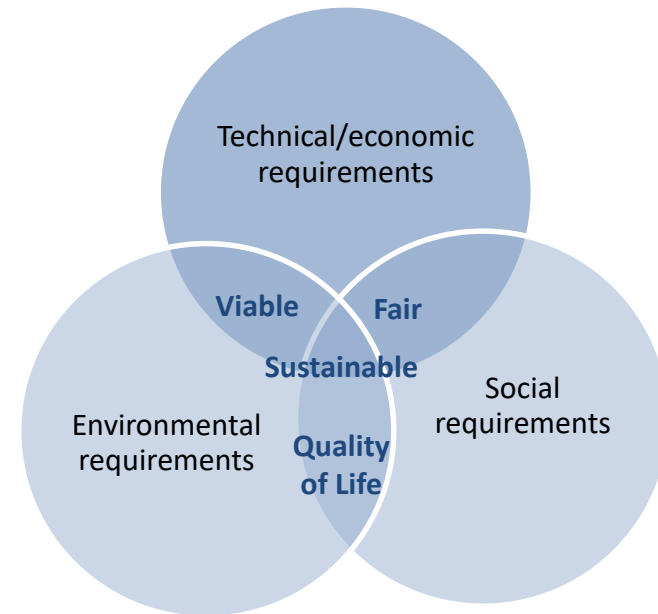 Technical/economic
requirements
Viable
Fair
Sustainable
Social
requirements
Environmental
requirements
Quality
of Life